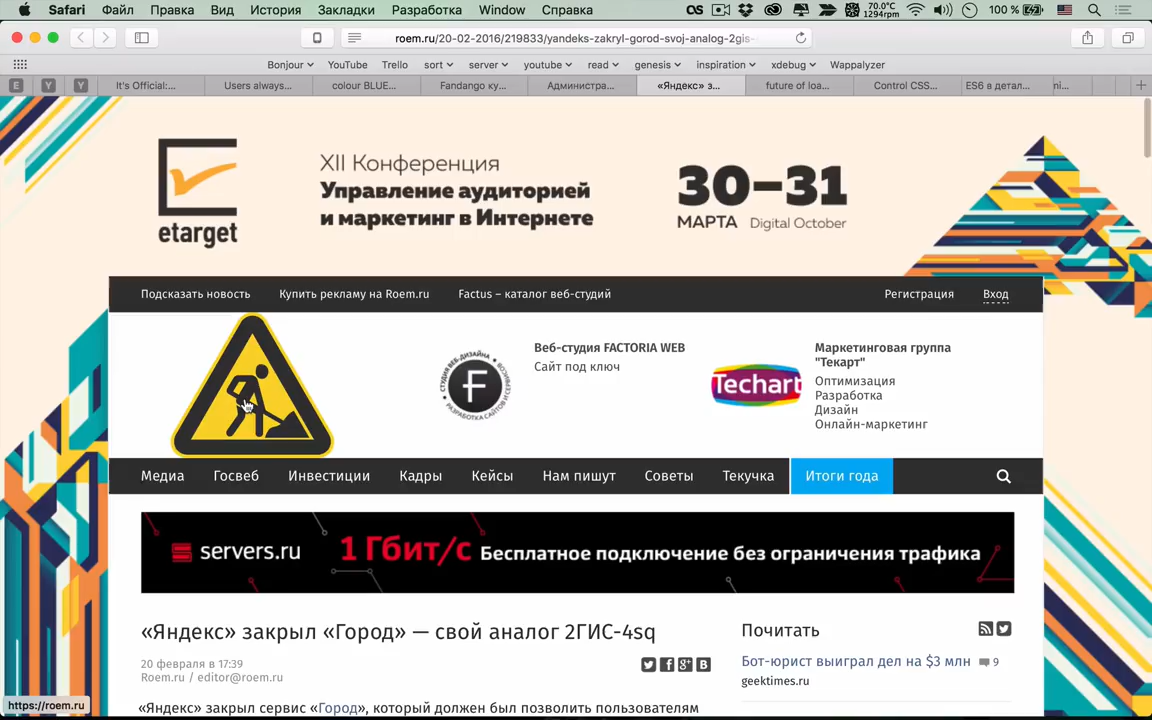 Safari Файл Правка Вид История Закладки Разработка Window Справка 70.0°C 1294rpm 100 %
roem.ru/20-02-2016/219833/yandeks-zakryl-gorod-svoj-analog-2gis-
Bonjour YouTube Trello sort server youtube read genesis inspiration xdebug Wappalyzer
E Y Y It's Official:... Users always... colour BLUE... Fandango ку... Администра... «Яндекс» з... future of loa... Control CSS... ES6 в детал... ni...
XII Конференция
Управление аудиторией
и маркетинг в Интернете
30–31
МАРТА Digital October
etarget
Подсказать новость Купить рекламу на Roem.ru Factus – каталог веб-студий Регистрация Вход
СТУДИЯ ВЕБ-ДИЗАЙНА
F
Веб-студия FACTORIA WEB
Сайт под ключ
Techart
Маркетинговая группа
"Текарт"
Оптимизация
Разработка
Дизайн
Онлайн-маркетинг
Медиа Госвеб Инвестиции Кадры Кейсы Нам пишут Советы Текучка Итоги года
servers.ru 1 Гбит/с Бесплатное подключение без ограничения трафика
«Яндекс» закрыл «Город» — свой аналог 2ГИС-4sq
20 февраля в 17:39
Roem.ru / editor@roem.ru
«Яндекс» закрыл сервис «Город», который должен был позволить пользователям
Почитать
Бот-юрист выиграл дел на $3 млн 9
geektimes.ru
https://roem.ru